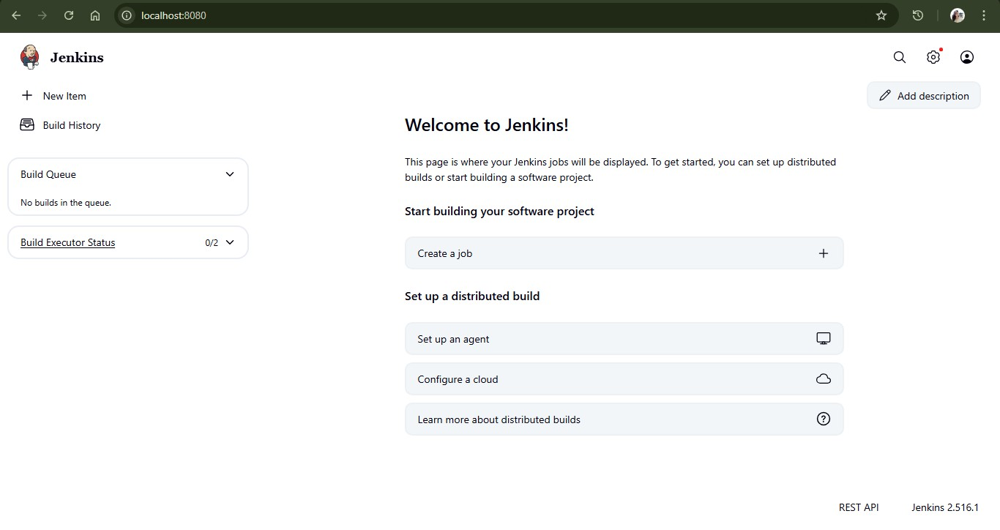 localhost:8080
Jenkins
New Item
Build History
Add description
Build Queue
No builds in the queue.
Build Executor Status
0/2
Welcome to Jenkins!
This page is where your Jenkins jobs will be displayed. To get started, you can set up distributed
builds or start building a software project.
Start building your software project
Create a job
Set up a distributed build
Set up an agent
Configure a cloud
Learn more about distributed builds
REST API
Jenkins 2.516.1